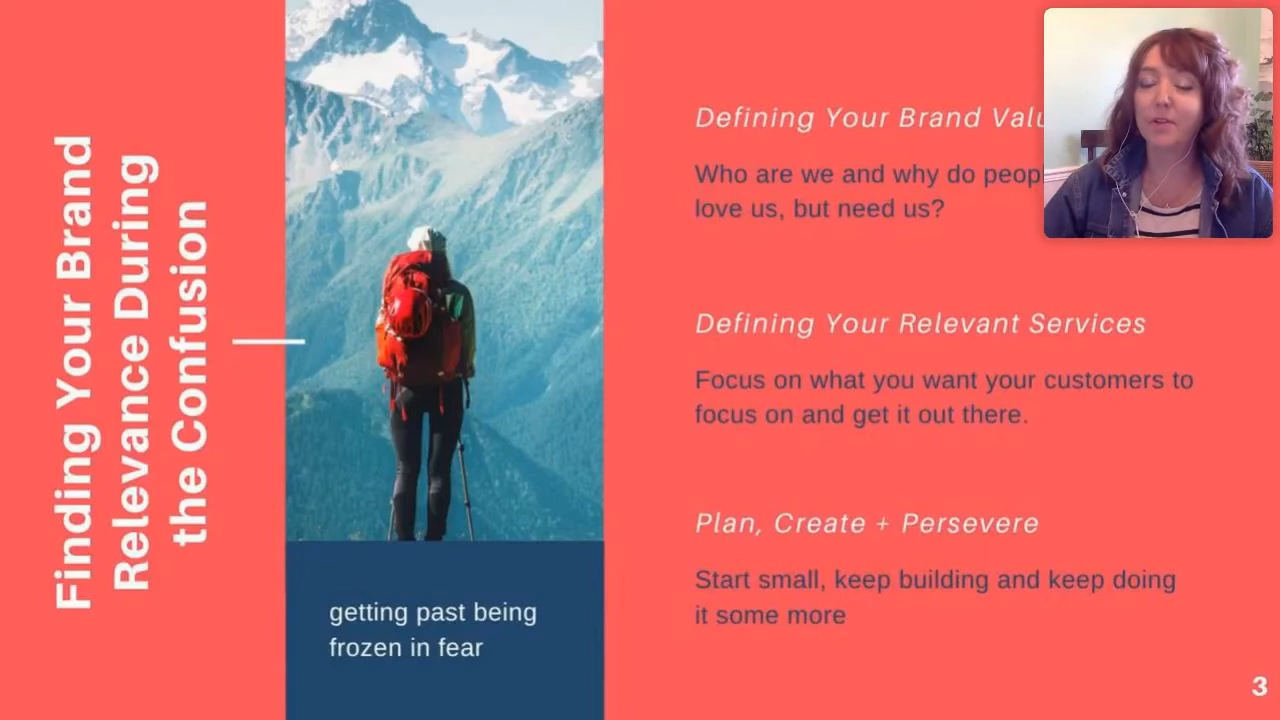 Finding Your Brand
Relevance During
the Confusion
getting past being
frozen in fear
Defining Your Brand
Who are we and why do
love us, but need us?
Defining Your Relevant Services
Focus on what you want your customers to
focus on and get it out there.
Plan, Create + Persevere
Start small, keep building and keep doing
it some more
3